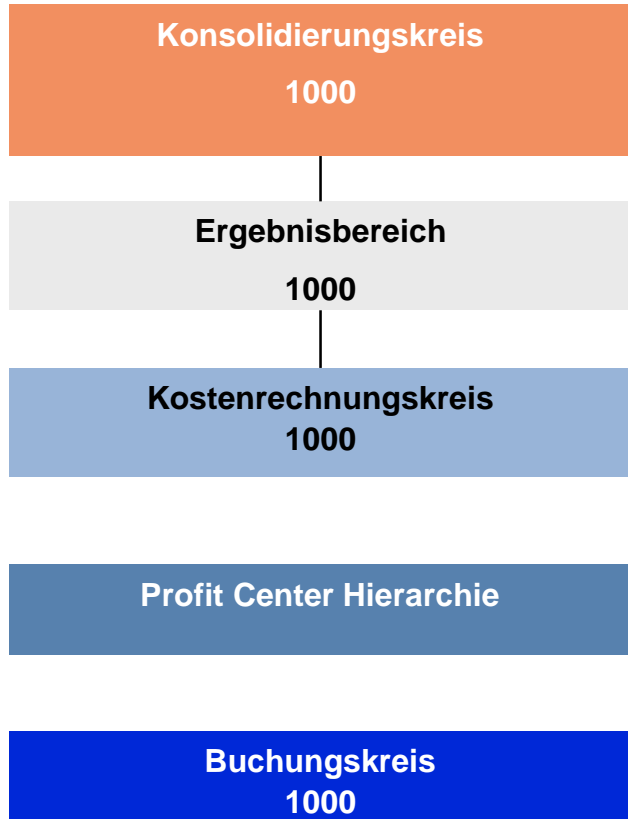 Konsolidierungskreis
1000
Ergebnisbereich
1000
Kostenrechnungskreis
1000
Profit Center Hierarchie
Buchungskreis
1000